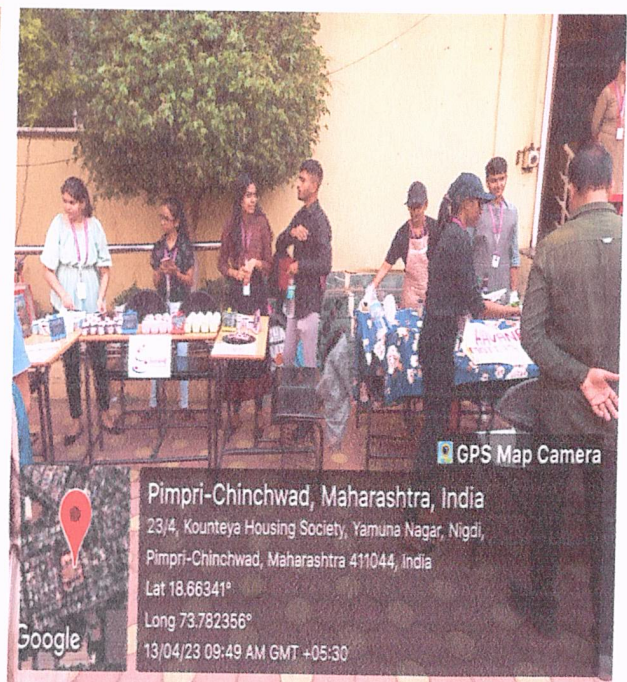 GPS Map Camera
Pimpri-Chinchwad, Maharashtra, India
23/4, Kounteya Housing Society, Yamuna Nagar, Nigdi,
Pimpri-Chinchwad, Maharashtra 411044, India
Lat 18.66341°
Long 73.782356°
13/04/23 09:49 AM GMT +05:30
Google